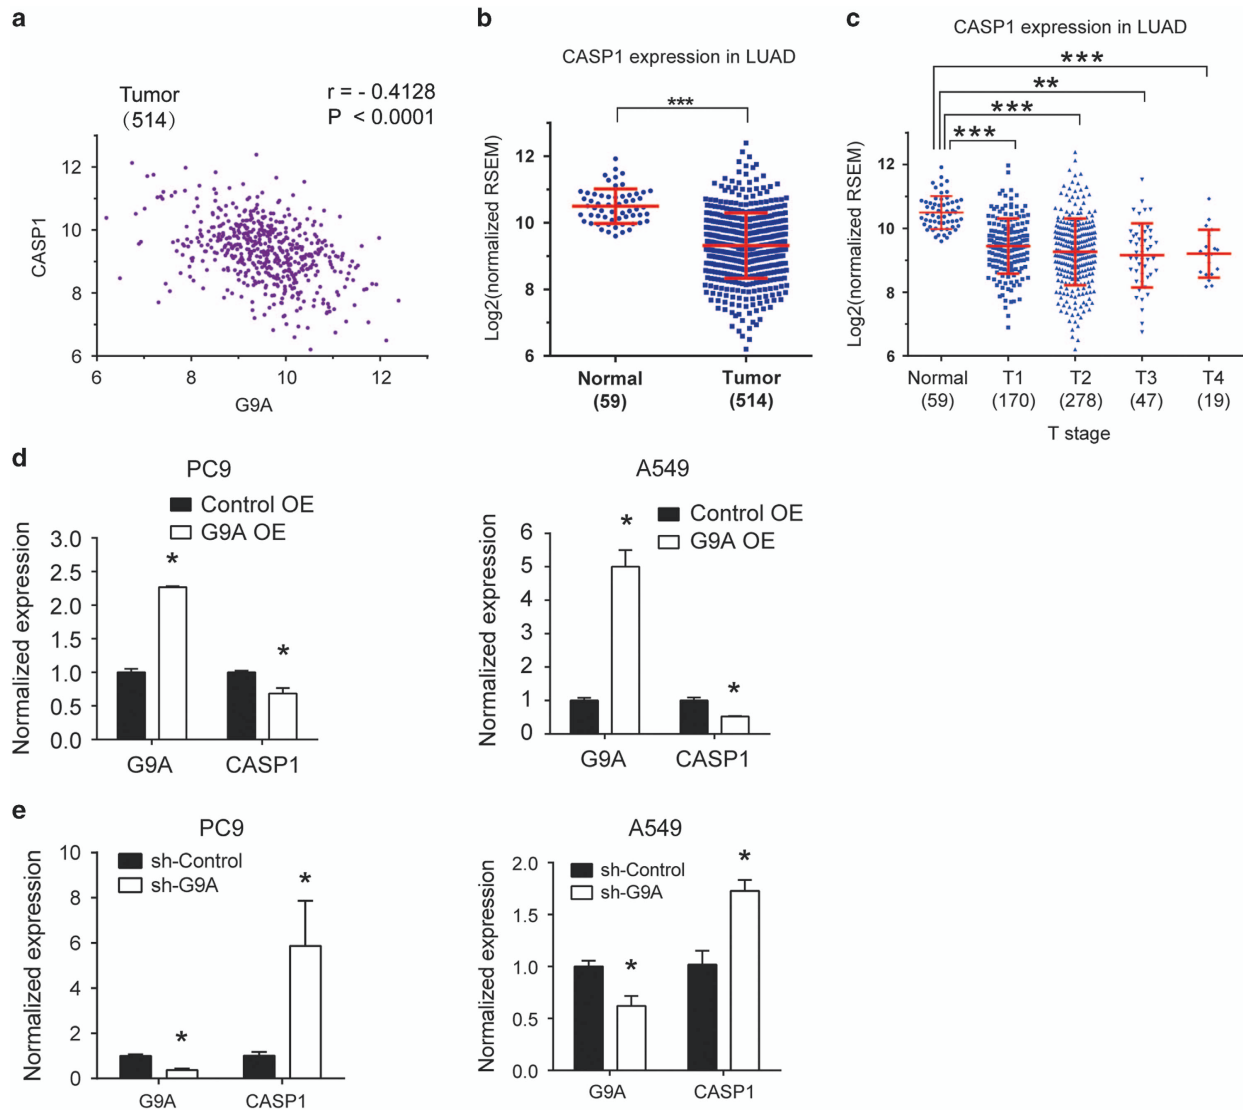 a
Tumor
(514)
r = - 0.4128
P < 0.0001
CASP1
12
10
8
6
6
8
10
12
G9A
b
CASP1 expression in LUAD
***
Log2(normalized RSEM)
12
10
8
6
Normal
(59)
Tumor
(514)
c
CASP1 expression in LUAD
***
**
***
***
Log2(normalized RSEM)
12
10
8
6
Normal
(59)
T1
(170)
T2
(278)
T3
(47)
T4
(19)
T stage
d
PC9
Control OE
G9A OE
Normalized expression
3.0
2.5
2.0
1.5
1.0
0.5
0.0
*
*
G9A
CASP1
A549
Control OE
G9A OE
Normalized expression
6
5
4
3
2
1
0
*
*
G9A
CASP1
e
PC9
sh-Control
sh-G9A
Normalized expression
10
8
6
4
2
0
*
*
G9A
CASP1
A549
sh-Control
sh-G9A
Normalized expression
2.0
1.5
1.0
0.5
0.0
*
*
G9A
CASP1